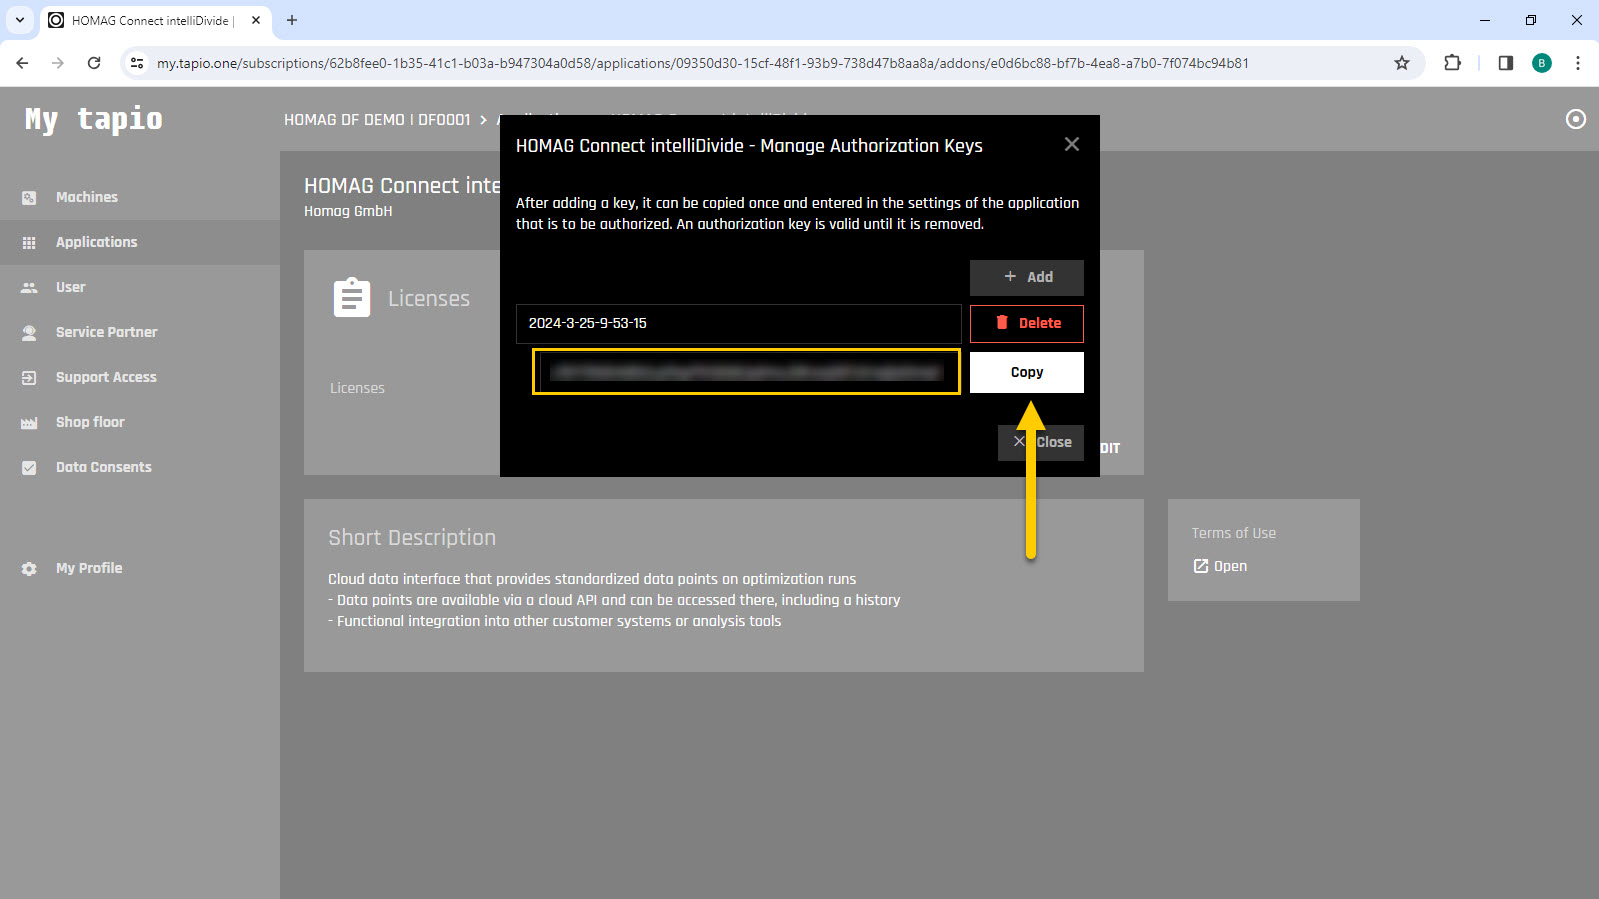 HOMAG Connect intelliDivide |
my.tapio.one/subscriptions/62b8fee0-1b35-41c1-b03a-b947304a0d58/applications/09350d30-15cf-48f1-93b9-738d47b8aa8a/addons/e0d6bc88-bf7b-4ea8-a7b0-7f074bc94b81
B
My tapio
HOMAG DF DEMO | DF0001 >
Machines
Applications
User
Service Partner
Support Access
Shop floor
Data Consents
My Profile
HOMAG Connect inte
Homag GmbH
Licenses
Licenses
DIT
HOMAG Connect intelliDivide - Manage Authorization Keys
After adding a key, it can be copied once and entered in the settings of the application
that is to be authorized. An authorization key is valid until it is removed.
+ Add
2024-3-25-9-53-15
Delete
Copy
Close
Short Description
Cloud data interface that provides standardized data points on optimization runs
- Data points are available via a cloud API and can be accessed there, including a history
- Functional integration into other customer systems or analysis tools
Terms of Use
Open